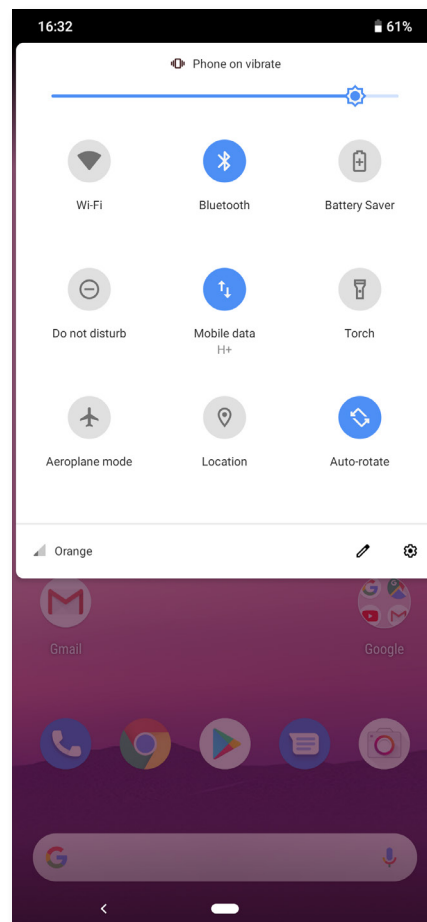 16:32 61%
Phone on vibrate
Wi-Fi Bluetooth Battery Saver
Do not disturb Mobile data Torch
H+
Aeroplane mode Location Auto-rotate
Orange
Gmail Google